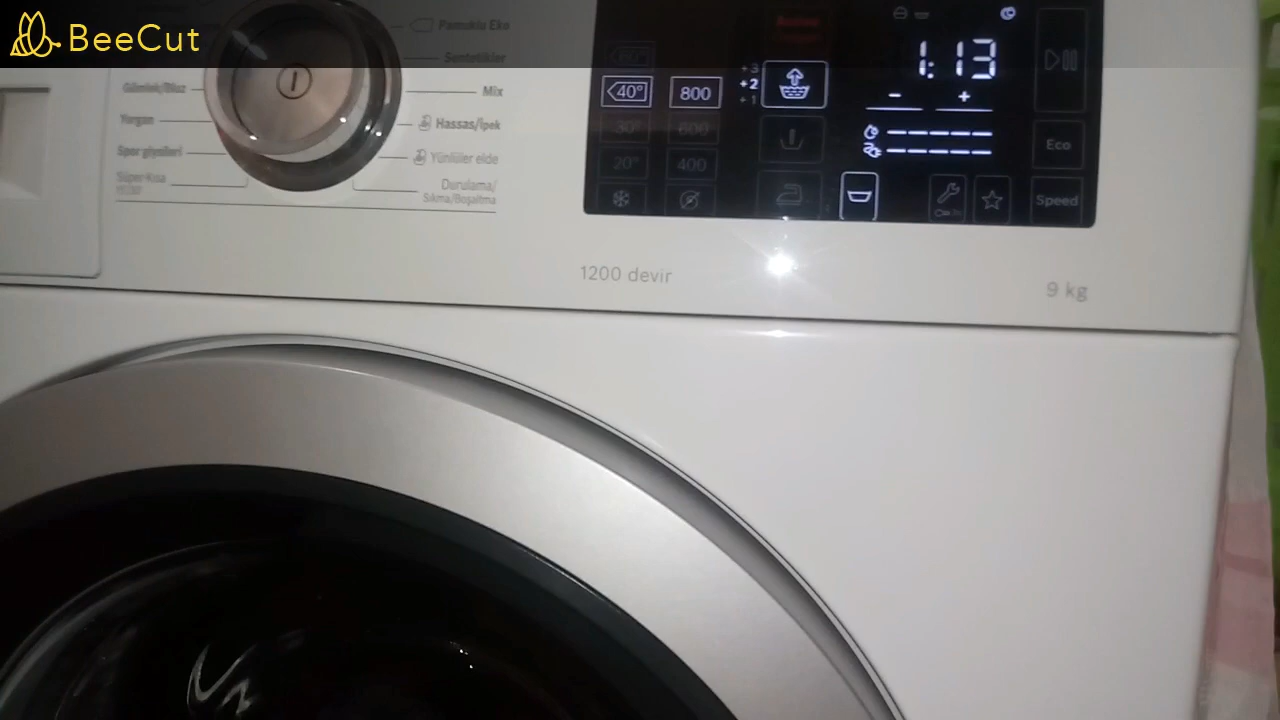 BeeCut
Pamuklu Eko
Sentetikler
Mix
Hassas/İpek
Yünlüler elde
Durulama/
Sıkma/Boşaltma
Gömlek/Bluz
Yorgan
Spor giysileri
Süper Kısa
40°
30°
20°
800
600
400
+ 3
+ 2
+ 1
1:13
- +
Eco
Speed
1200 devir
9 kg